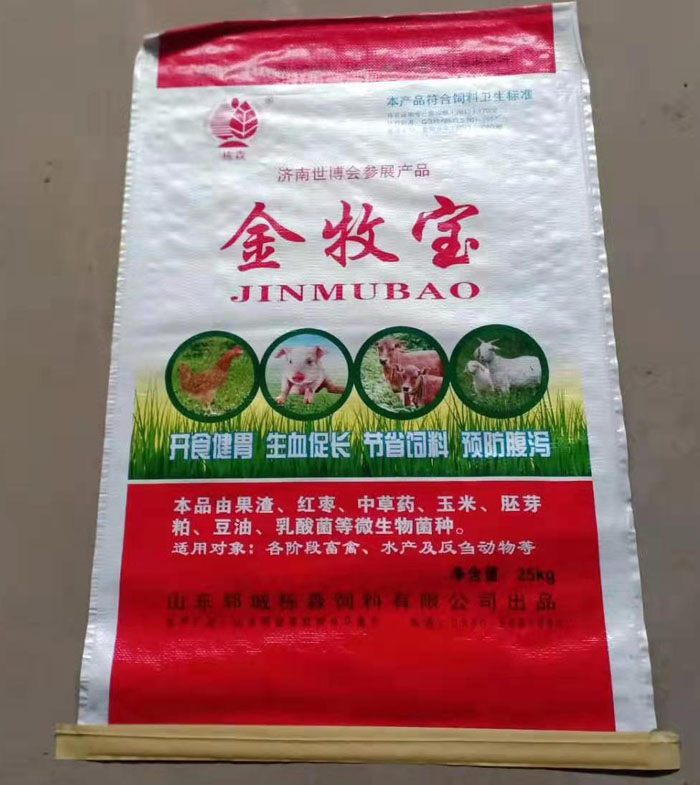 本产品符合饲料卫生标准
济南世博会参展产品
金牧宝
JINMUBAO
开食健胃 生血促长 节省饲料 预防腹泻
本品由果渣、红枣、中草药、玉米、胚芽
粕、豆油、乳酸菌等微生物菌种。
适用对象：各阶段畜禽、水产及反刍动物等
净含量 25kg
山东郓城栎森饲料有限公司出品